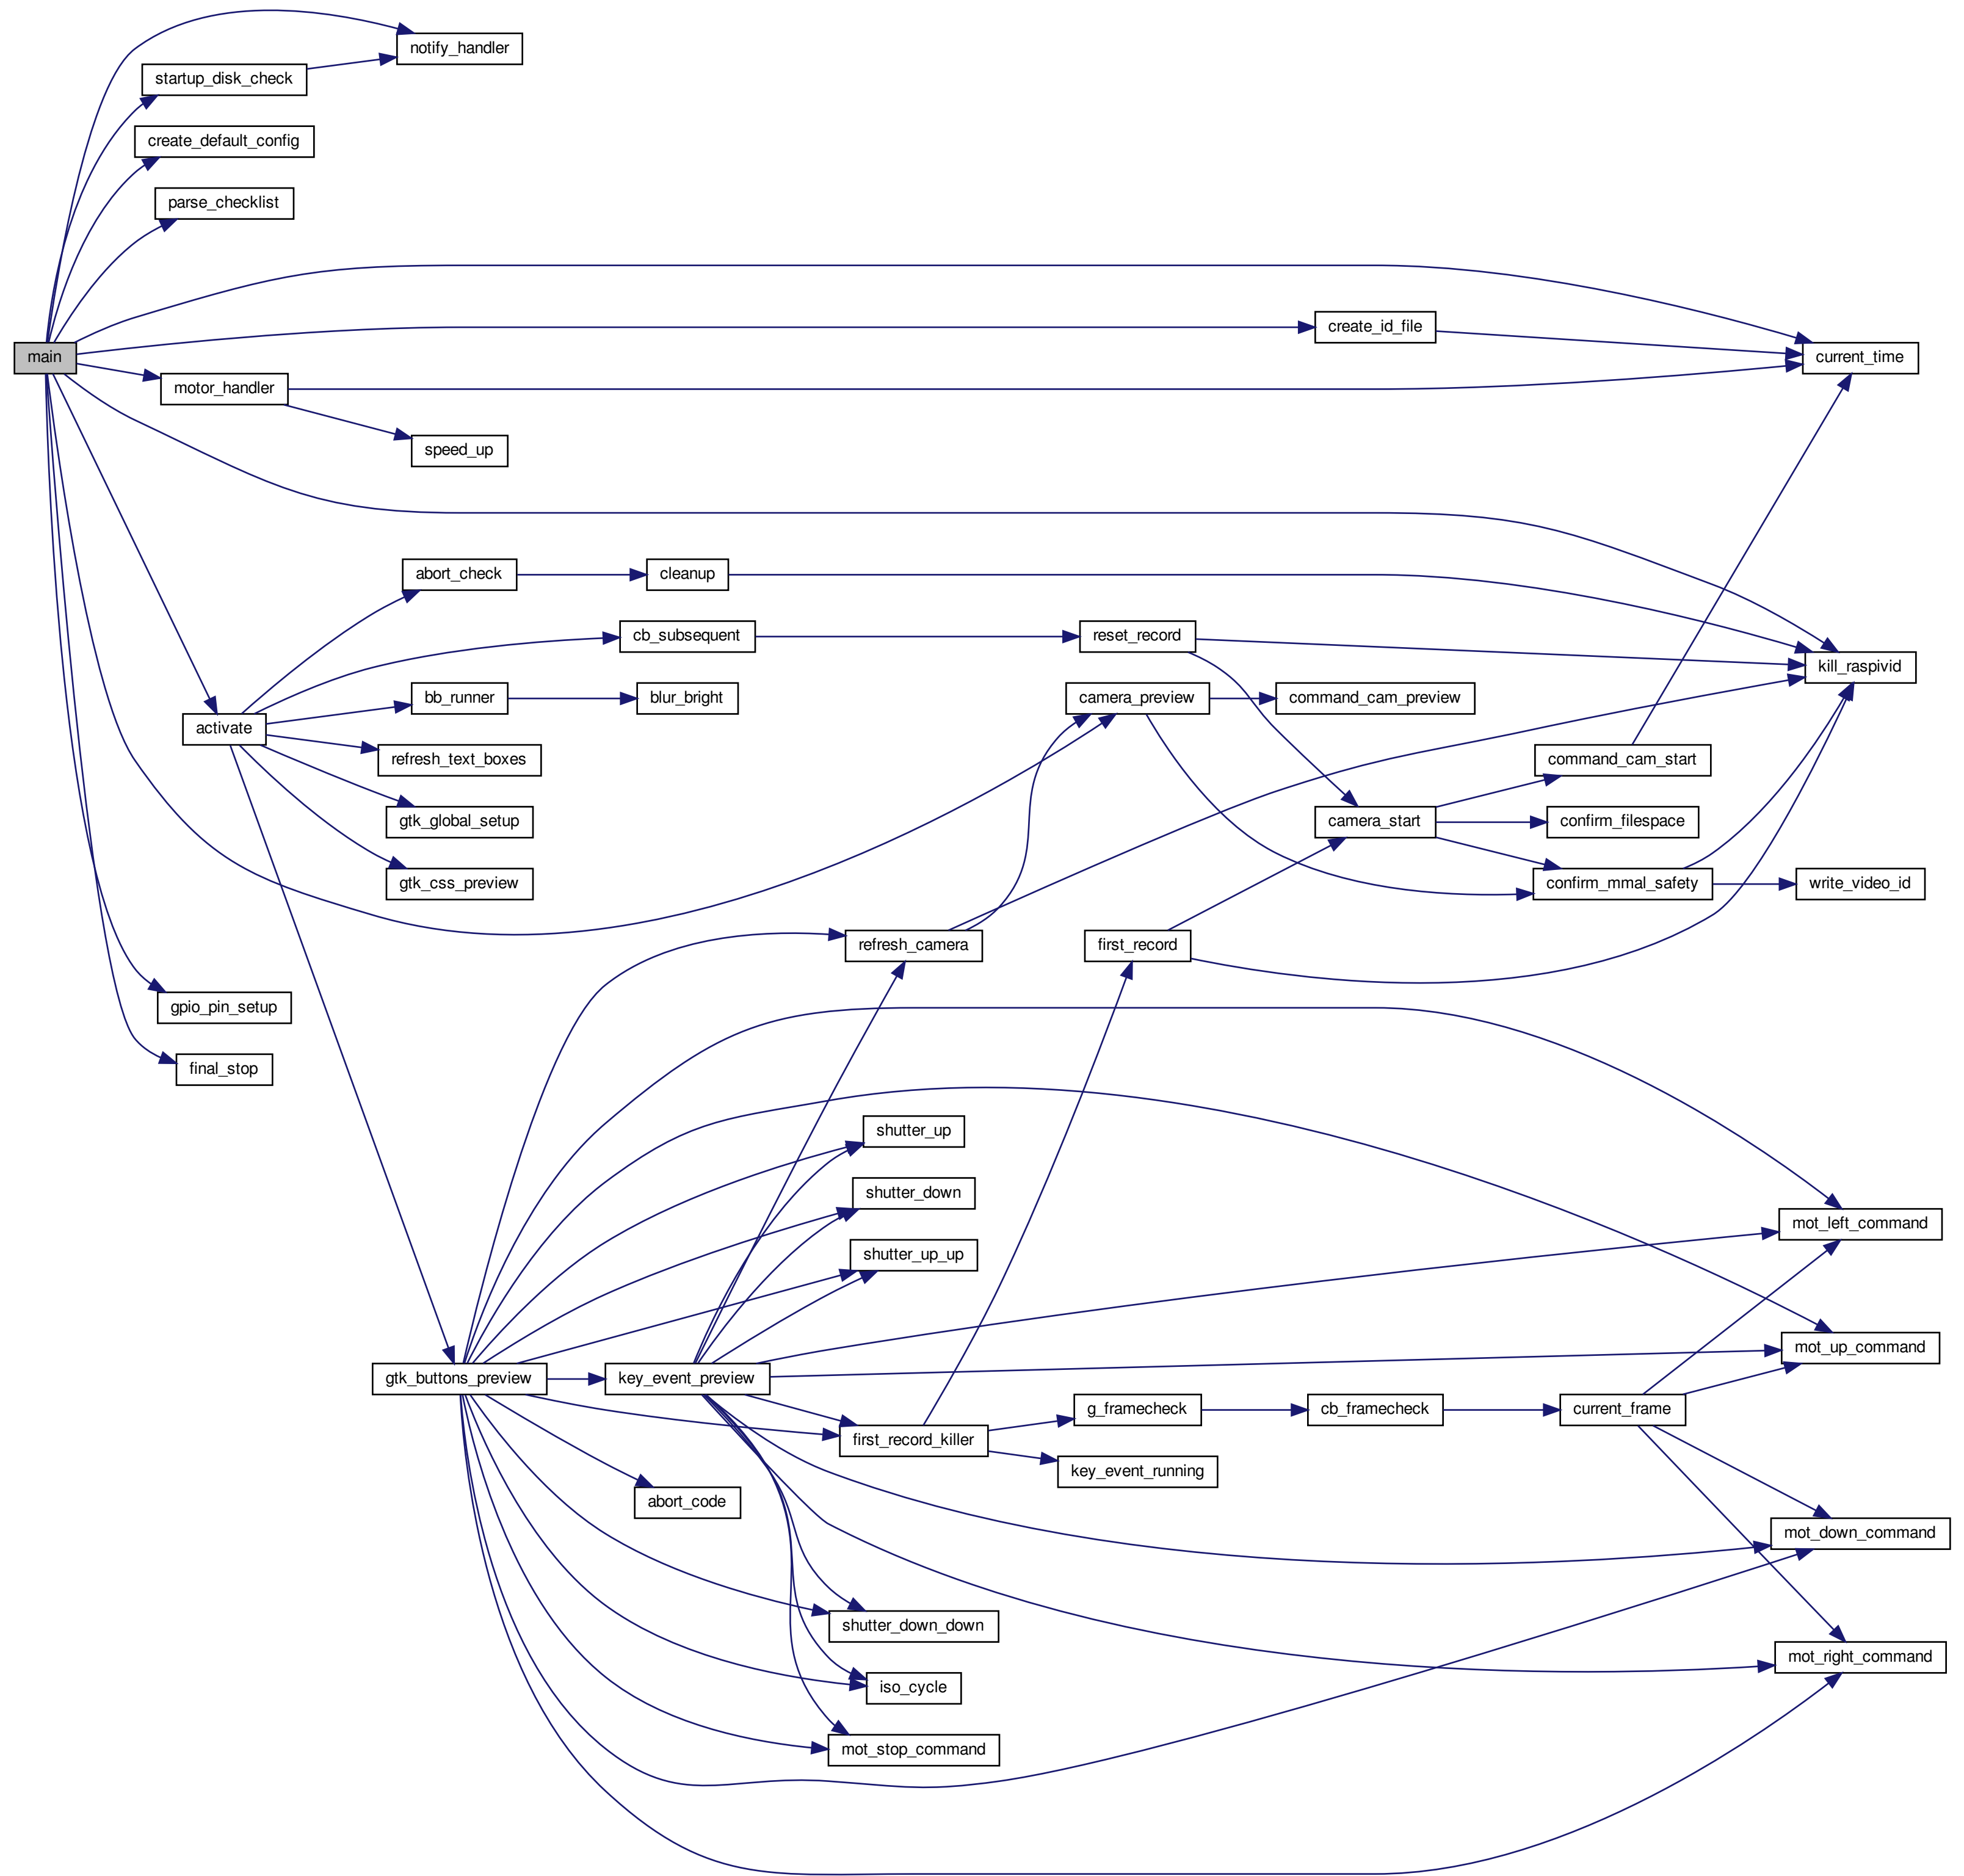 notify_handler
startup_disk_check
create_default_config
parse_checklist
create_id_file
main
current_time
motor_handler
speed_up
abort_check
cleanup
cb_subsequent
reset_record
kill_raspivid
bb_runner
blur_bright
camera_preview
command_cam_preview
activate
refresh_text_boxes
command_cam_start
gtk_global_setup
camera_start
confirm_filespace
gtk_css_preview
confirm_mmal_safety
write_video_id
refresh_camera
first_record
gpio_pin_setup
final_stop
shutter_up
shutter_down
mot_left_command
shutter_up_up
mot_up_command
gtk_buttons_preview
key_event_preview
g_framecheck
cb_framecheck
current_frame
first_record_killer
key_event_running
abort_code
mot_down_command
shutter_down_down
mot_right_command
iso_cycle
mot_stop_command